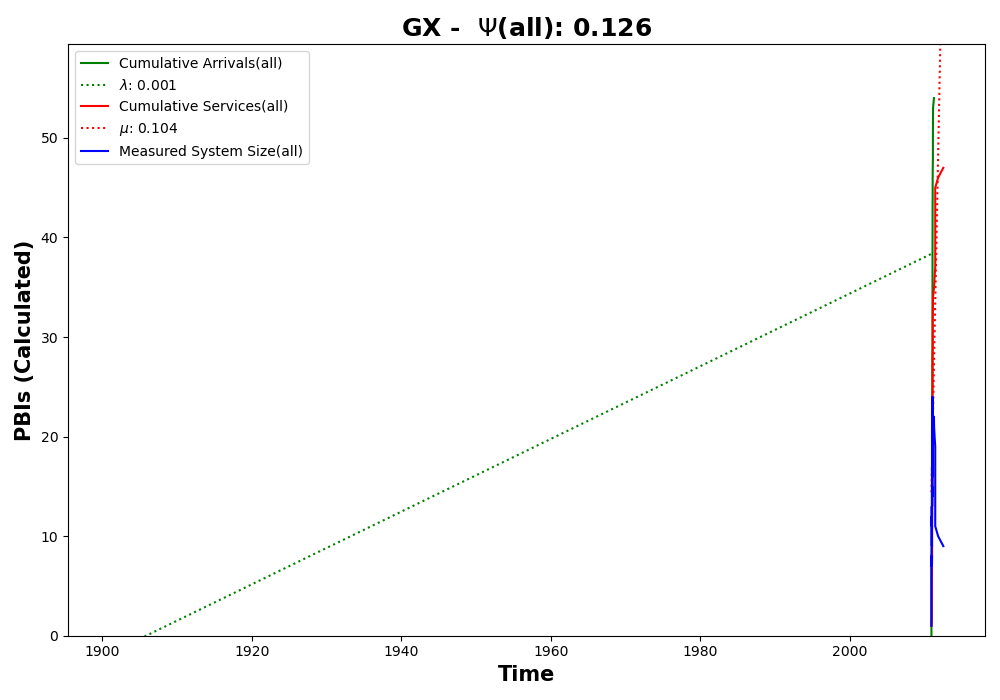 GX - Ψ(all): 0.126
Cumulative Arrivals(all)
λ: 0.001
Cumulative Services(all)
μ: 0.104
Measured System Size(all)
PBIs (Calculated)
50
40
30
20
10
0
1900 1920 1940 1960 1980 2000
Time